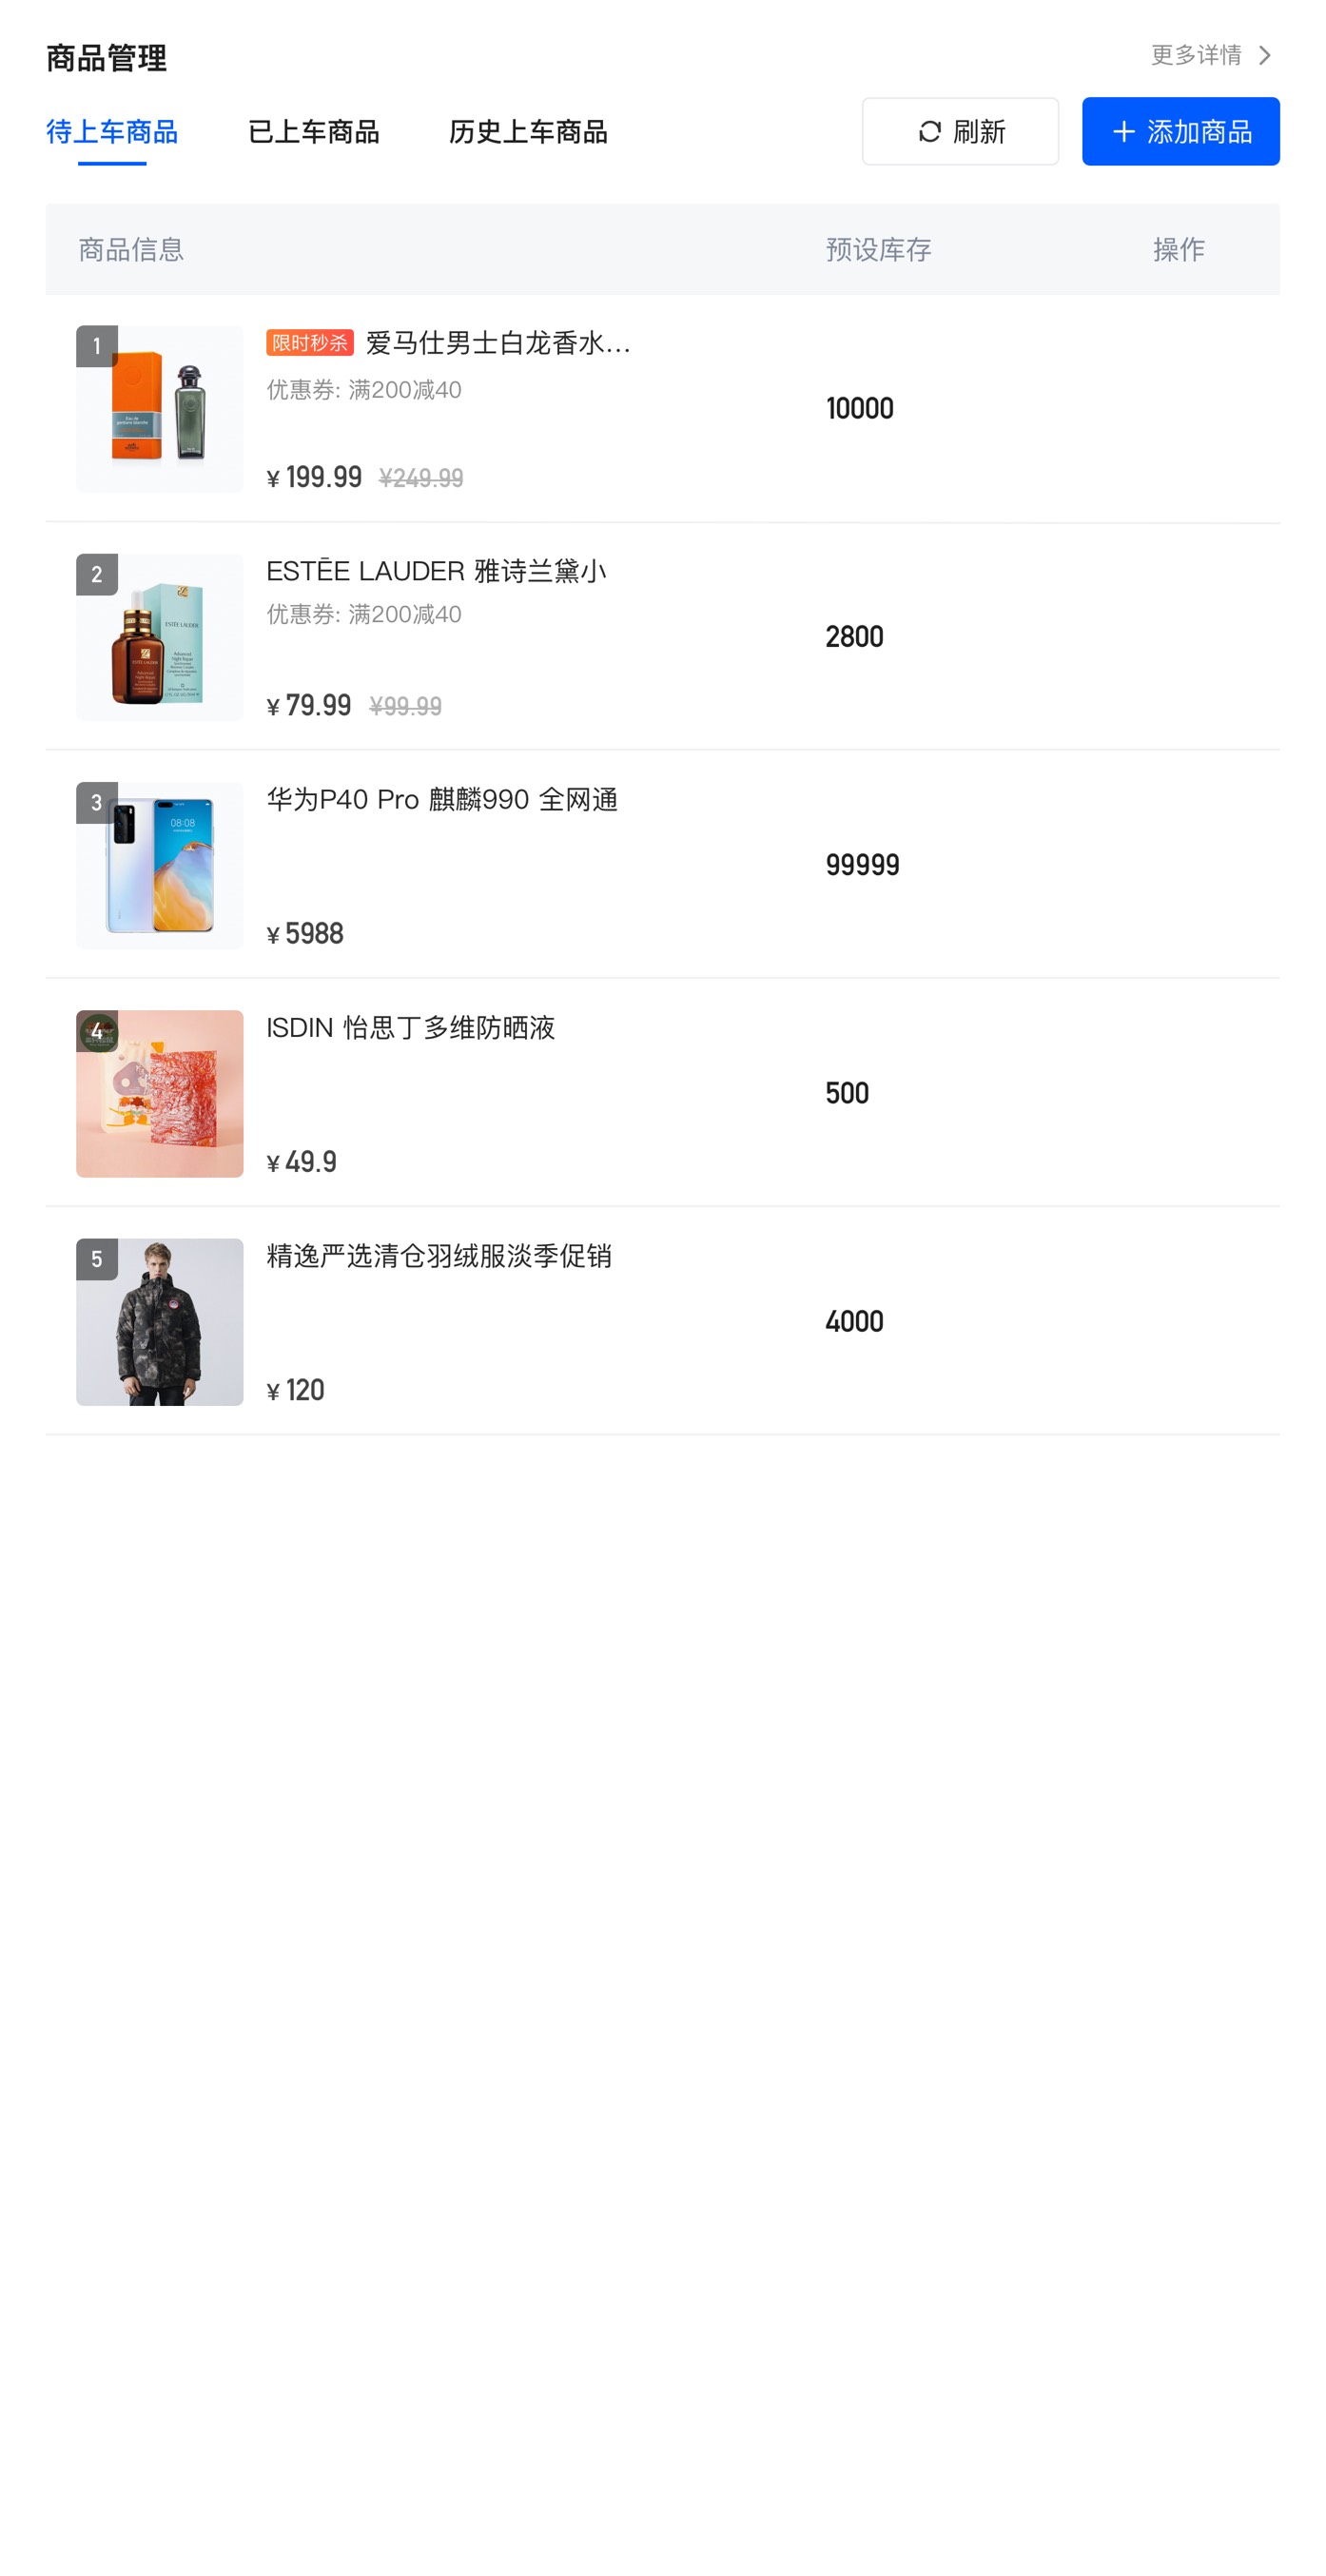 商品管理
更多详情
待上车商品 已上车商品 历史上车商品 刷新 添加商品
商品信息 预设库存 操作
1
限时秒杀 爱马仕男士白龙香水...
优惠券: 满200减40
10000
¥ 199.99 ¥249.99
2
ESTĒE LAUDER 雅诗兰黛小
优惠券: 满200减40
ESTĒE LAUDER
Advanced
Night Repair
2800
¥ 79.99 ¥99.99
3
华为P40 Pro 麒麟990 全网通
08:08
99999
¥ 5988
4
ISDIN 怡思丁多维防晒液
500
¥ 49.9
5
精逸严选清仓羽绒服淡季促销
4000
¥ 120